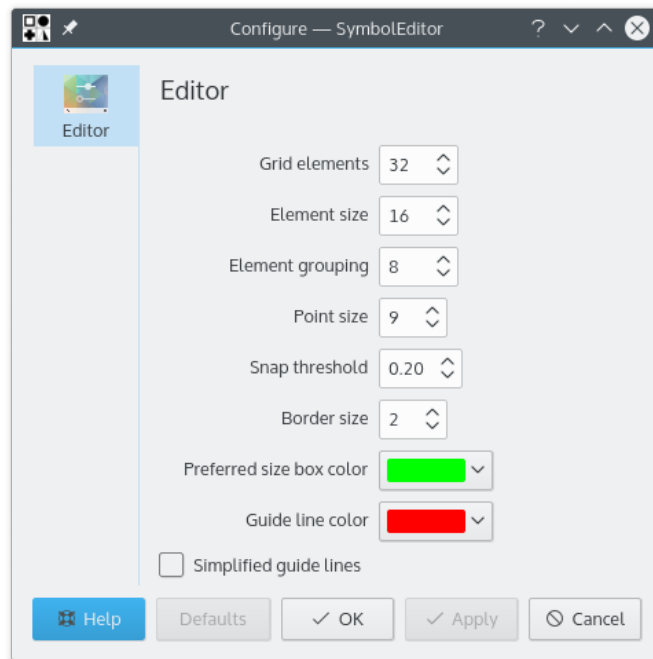 Configure — SymbolEditor
Editor
Editor
Grid elements 32
Element size 16
Element grouping 8
Point size 9
Snap threshold 0.20
Border size 2
Preferred size box color
Guide line color
Simplified guide lines
Help Defaults OK Apply Cancel